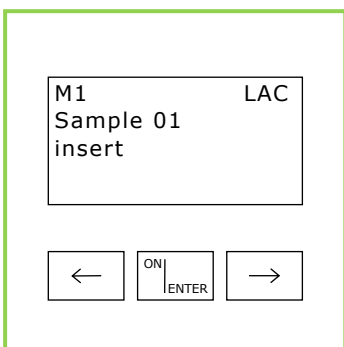 M1 LAC
Sample 01
insert
← ON ENTER →